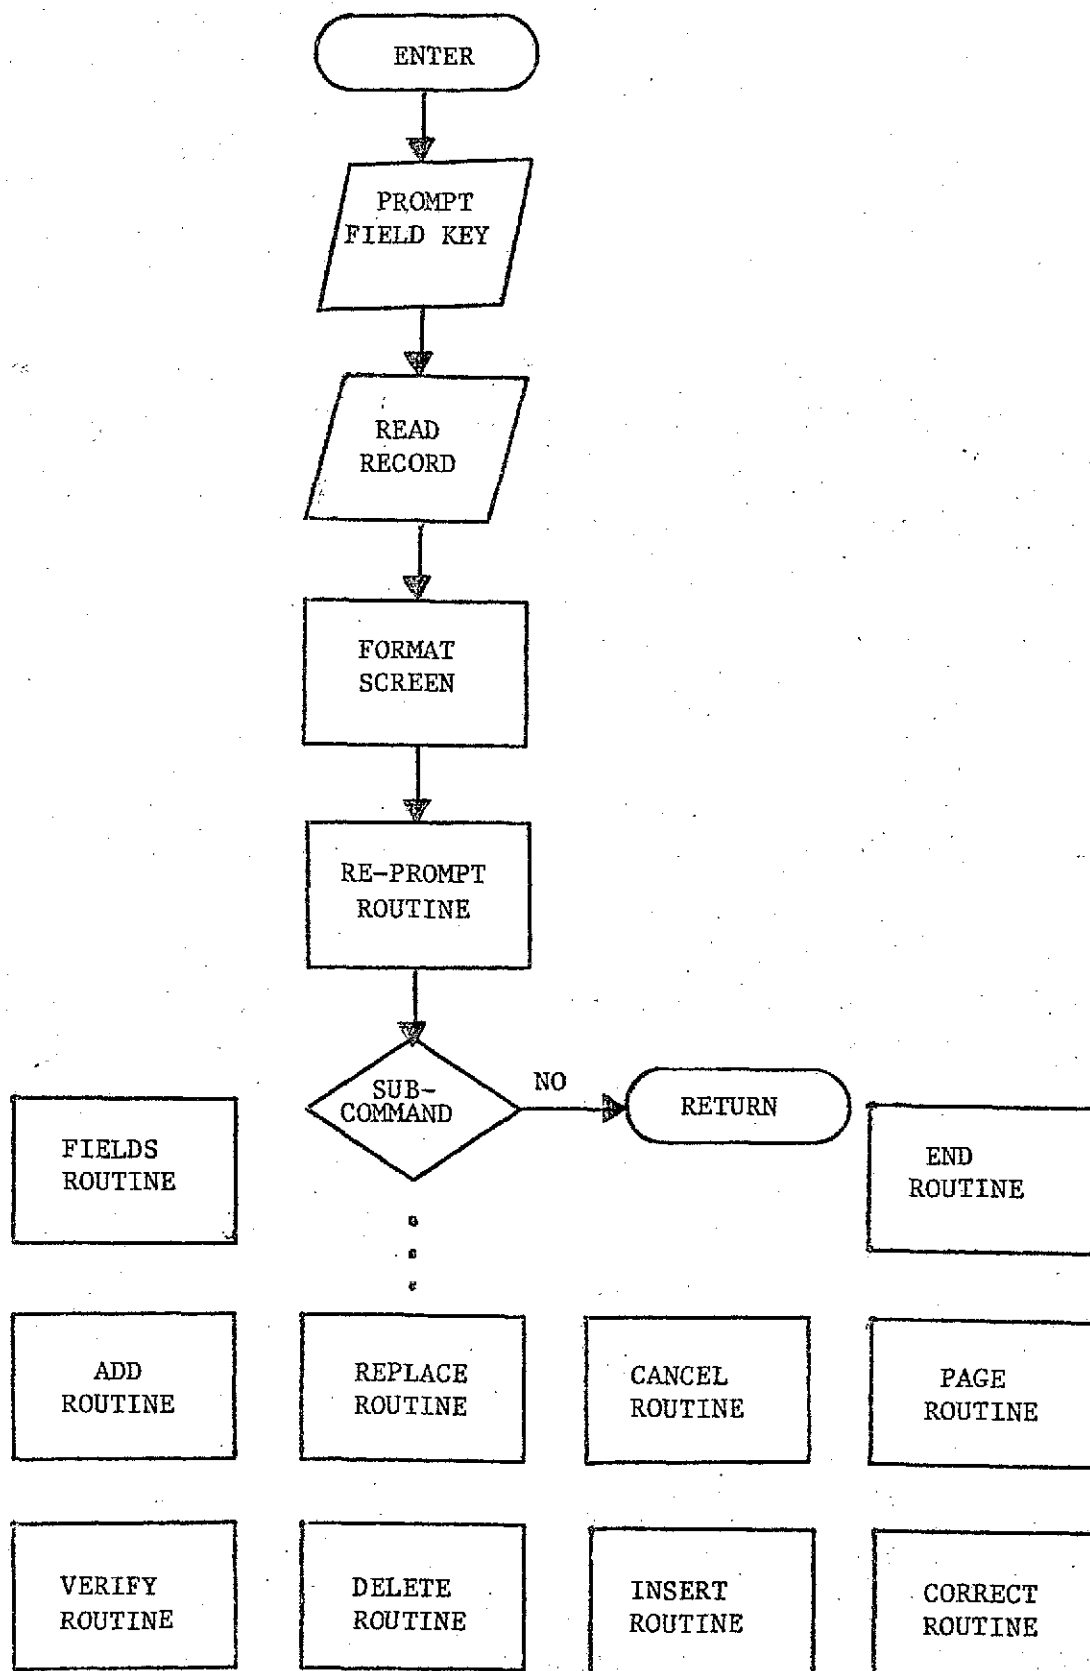 ENTER
PROMPT
FIELD KEY
READ
RECORD
FORMAT
SCREEN
RE-PROMPT
ROUTINE
SUB-
COMMAND
NO
RETURN
FIELDS
ROUTINE
END
ROUTINE
ADD
ROUTINE
REPLACE
ROUTINE
CANCEL
ROUTINE
PAGE
ROUTINE
VERIFY
ROUTINE
DELETE
ROUTINE
INSERT
ROUTINE
CORRECT
ROUTINE